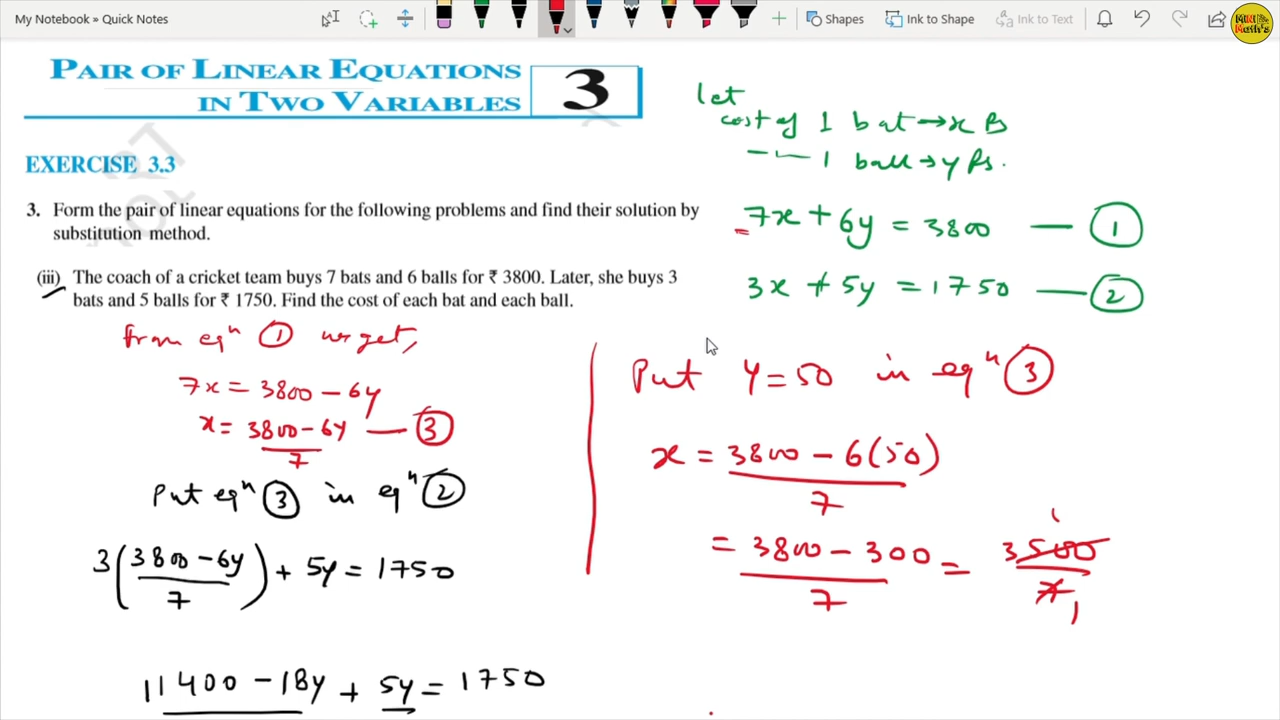 My Notebook » Quick Notes
Shapes
Ink to Shape
Ink to Text
PAIR OF LINEAR EQUATIONS
IN TWO VARIABLES
3
EXERCISE 3.3
3. Form the pair of linear equations for the following problems and find their solution by
substitution method.
(iii) The coach of a cricket team buys 7 bats and 6 balls for ₹ 3800. Later, she buys 3
bats and 5 balls for ₹ 1750. Find the cost of each bat and each ball.
let
cost of 1 bat → x Rs
1 ball → y Rs.
7x + 6y = 3800 — ①
3x + 5y = 1750 — ②
from eqⁿ ① we get,
7x = 3800 - 6y
x = 3800 - 6y — ③
7
Put eqⁿ ③ in eqⁿ ②
3(3800 - 6y) + 5y = 1750
7
11400 - 18y + 5y = 1750
Put y = 50 in eqⁿ ③
x = 3800 - 6(50)
7
= 3800 - 300 = 3500
7 7
1
1